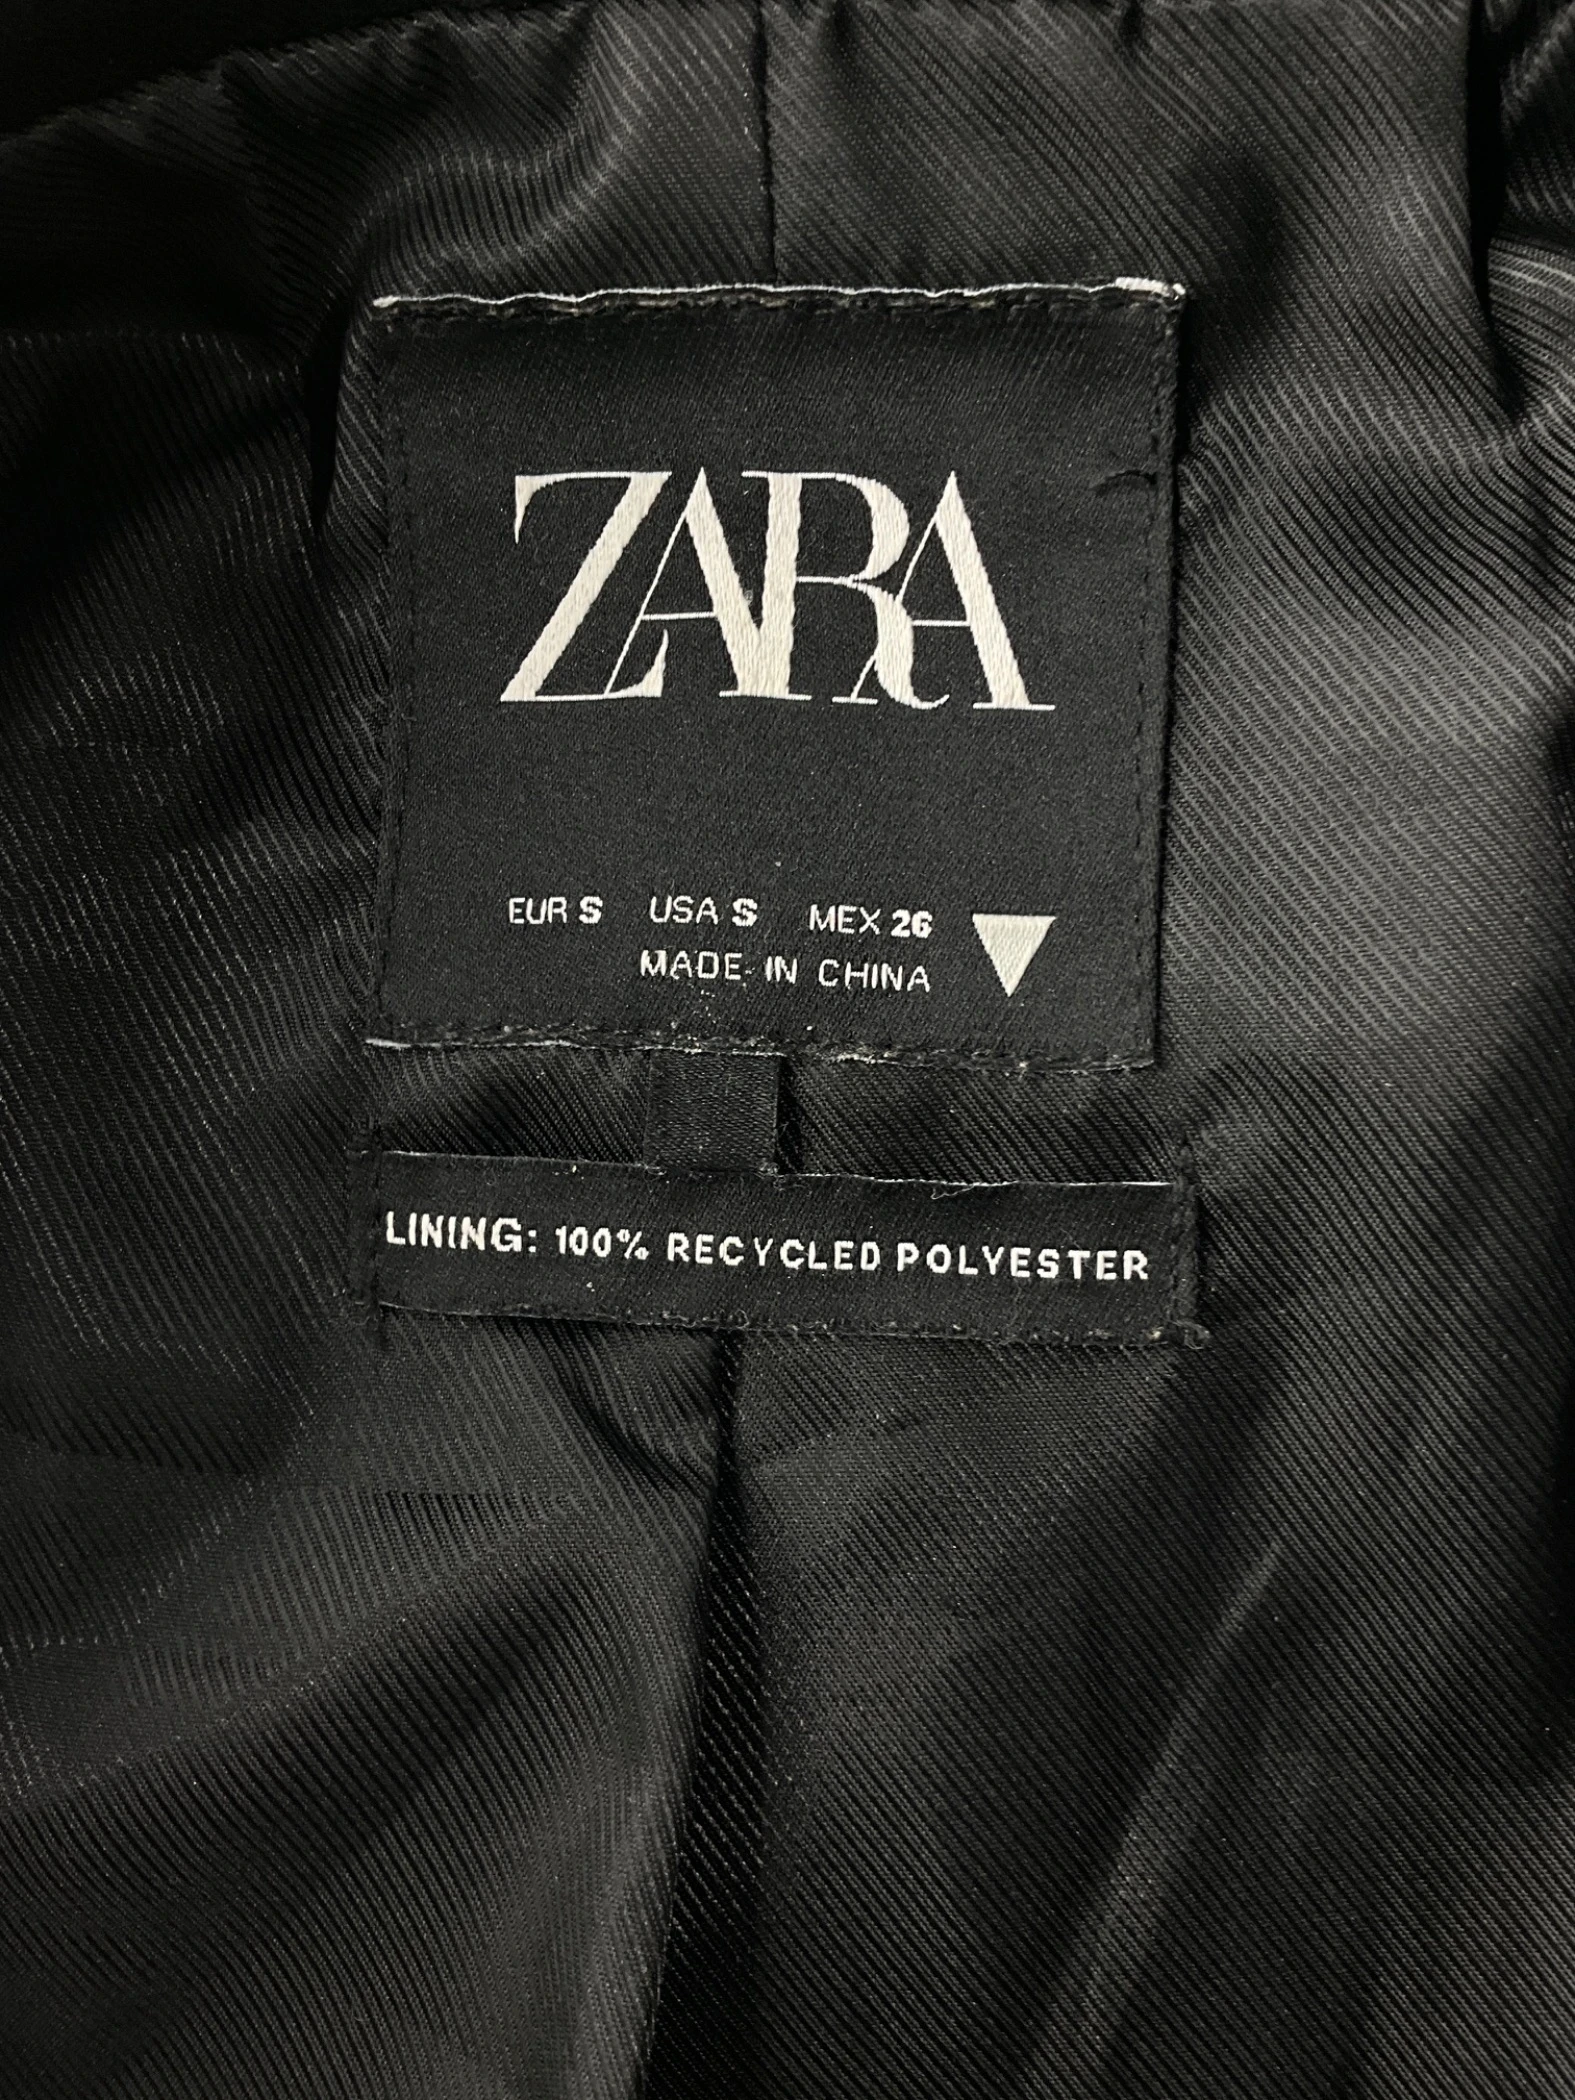 ZARA
EUR S USA S MEX 26
MADE IN CHINA
LINING: 100% RECYCLED POLYESTER